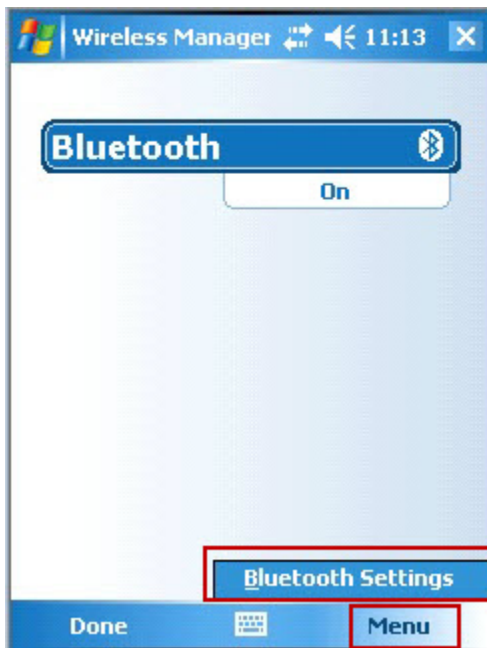 Wireless Manager 11:13
Bluetooth
On
Bluetooth Settings
Done Menu